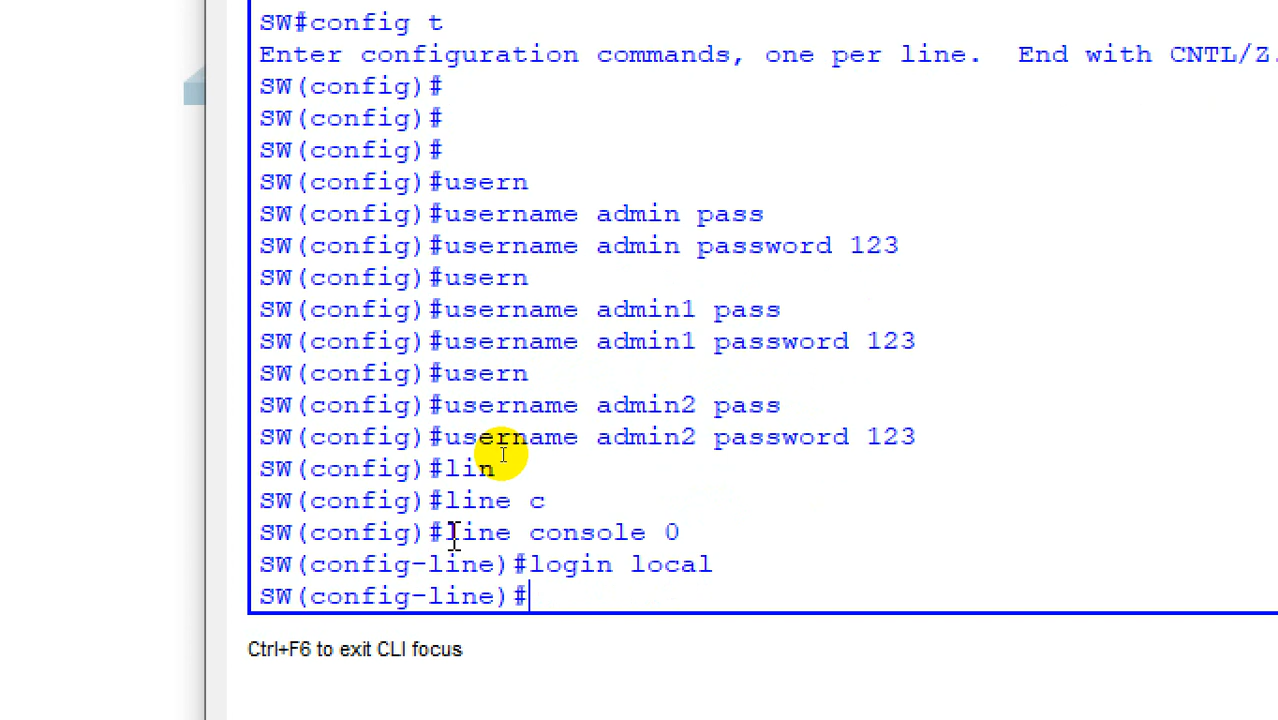 SW#config t
Enter configuration commands, one per line.  End with CNTL/Z.
SW(config)#
SW(config)#
SW(config)#
SW(config)#usern
SW(config)#username admin pass
SW(config)#username admin password 123
SW(config)#usern
SW(config)#username admin1 pass
SW(config)#username admin1 password 123
SW(config)#usern
SW(config)#username admin2 pass
SW(config)#username admin2 password 123
SW(config)#lin
SW(config)#line c
SW(config)#line console 0
SW(config-line)#login local
SW(config-line)#
Ctrl+F6 to exit CLI focus